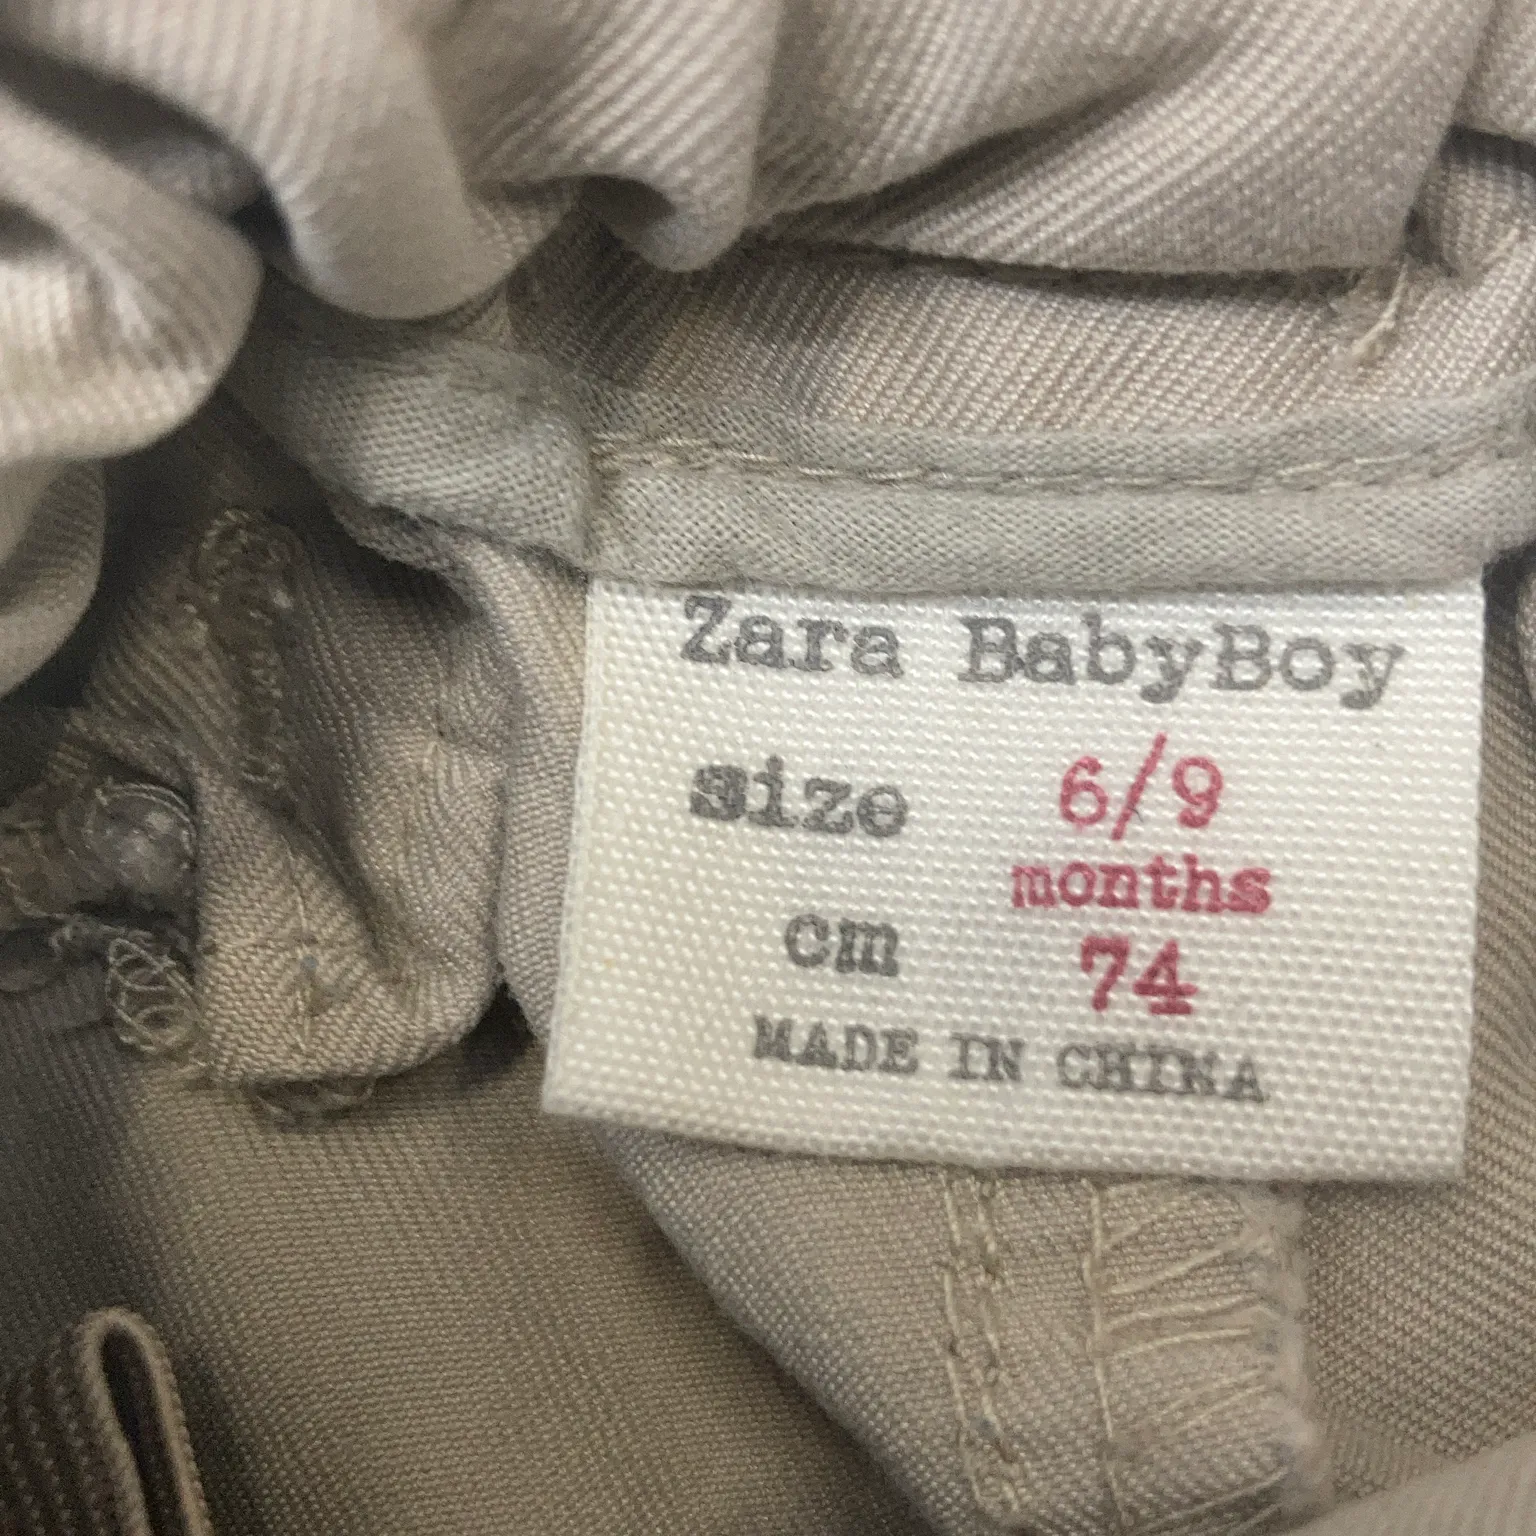 Zara BabyBoy
size 6/9
months
cm 74
MADE IN CHINA